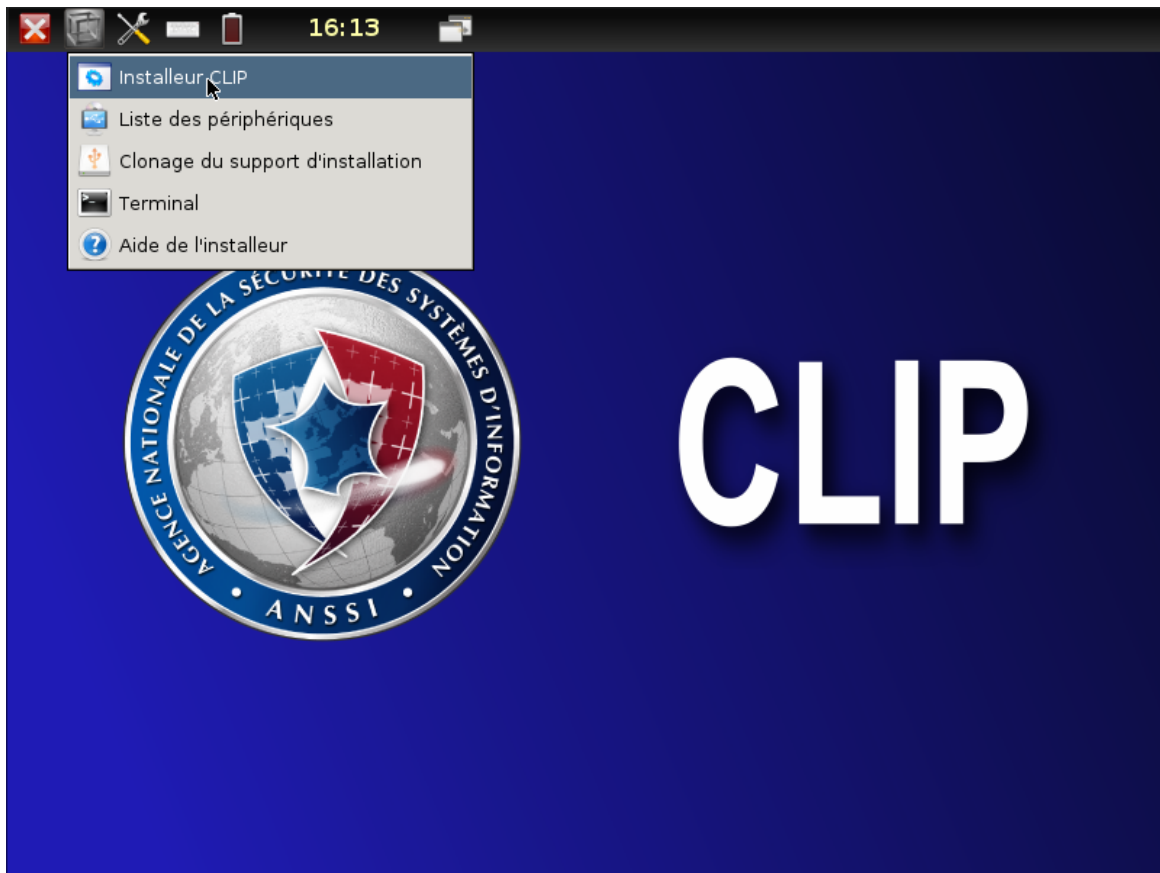 16:13
Installeur CLIP
Liste des périphériques
Clonage du support d'installation
Terminal
Aide de l'installeur
AGENCE NATIONALE DE LA SÉCURITÉ DES SYSTÈMES D'INFORMATION
• ANSSI •
CLIP